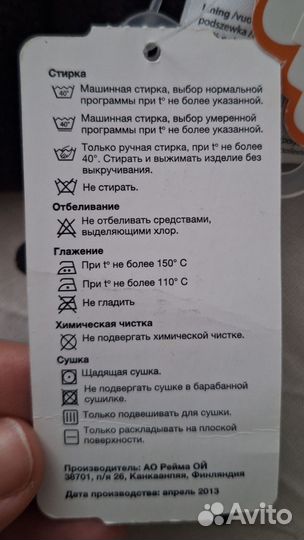 lining /vuo
podszewka /n
Стирка
40° Машинная стирка, выбор нормальной
программы при t° не более указанной.
40° Машинная стирка, выбор умеренной
программы при t° не более указанной.
Только ручная стирка, при t° не более
40°. Стирать и выжимать изделие без
выкручивания.
Не стирать.
Отбеливание
Не отбеливать средствами,
выделяющими хлор.
Глажение
При t° не более 150° С
При t° не более 110° С
Не гладить
Химическая чистка
Не подвергать химической чистке.
Сушка
Щадящая сушка.
Не подвергать сушке в барабанной
сушилке.
Только подвешивать для сушки.
Только раскладывать на плоской
поверхности.
Производитель: АО Рейма ОЙ
38701, п/я 26, Канкаанпяя, Финляндия
Дата производства: апрель 2013
Avito